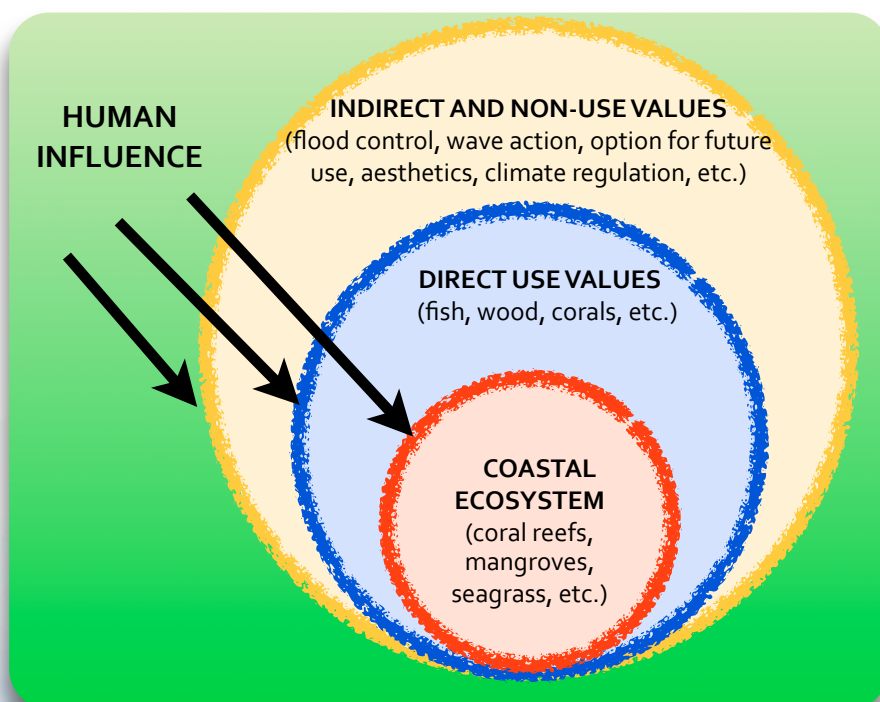 HUMAN
INFLUENCE
INDIRECT AND NON-USE VALUES
(flood control, wave action, option for future
use, aesthetics, climate regulation, etc.)
DIRECT USE VALUES
(fish, wood, corals, etc.)
COASTAL
ECOSYSTEM
(coral reefs,
mangroves,
seagrass, etc.)